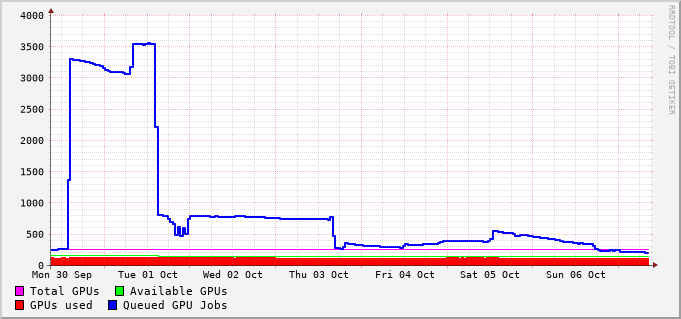 4000
3500
3000
2500
2000
1500
1000
500
0
Mon 30 Sep Tue 01 Oct Wed 02 Oct Thu 03 Oct Fri 04 Oct Sat 05 Oct Sun 06 Oct
Total GPUs Available GPUs
GPUs used Queued GPU Jobs
RRDTOOL / TOBI OETIKER